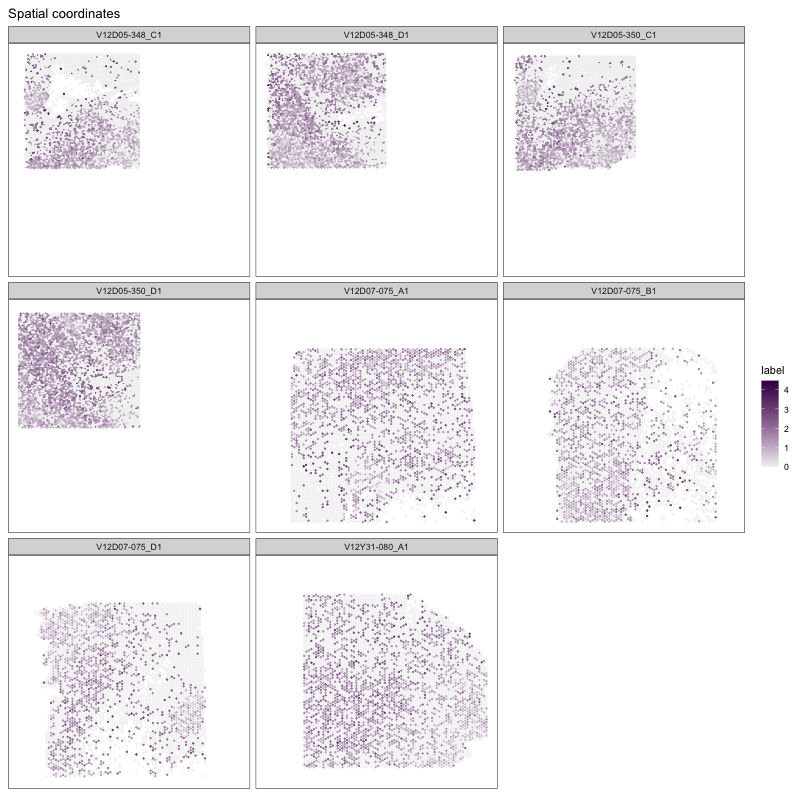 Spatial coordinates
V12D05-348_C1
V12D05-348_D1
V12D05-350_C1
V12D05-350_D1
V12D07-075_A1
V12D07-075_B1
label
4
3
2
1
0
V12D07-075_D1
V12Y31-080_A1